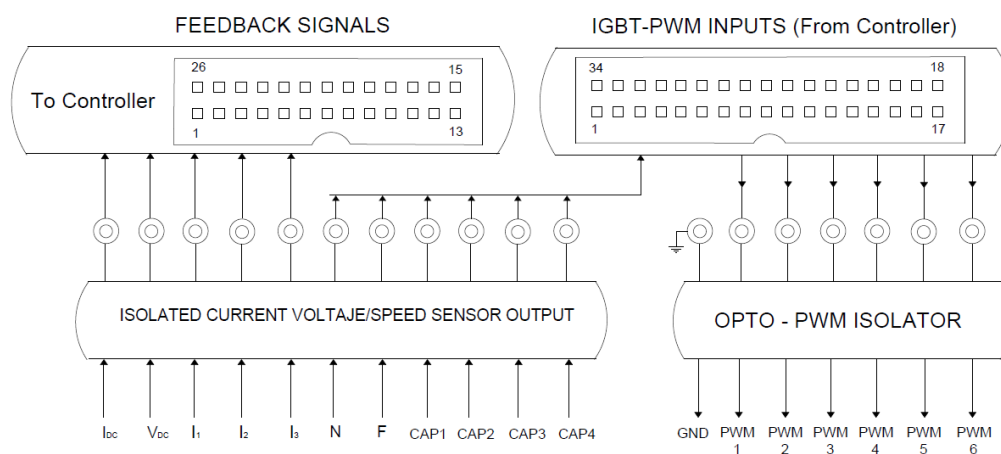 FEEDBACK SIGNALS
IGBT-PWM INPUTS (From Controller)
26 15
To Controller
1 13
34 18
1 17
ISOLATED CURRENT VOLTAJE/SPEED SENSOR OUTPUT
OPTO - PWM ISOLATOR
IDC VDC I1 I2 I3 N F CAP1 CAP2 CAP3 CAP4
GND PWM PWM PWM PWM PWM PWM
1 2 3 4 5 6